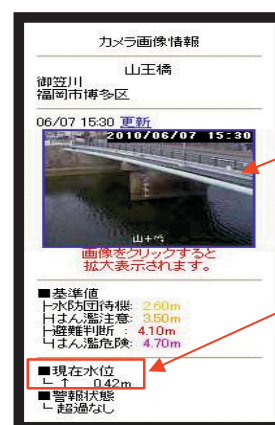 カメラ画像情報
山王橋
御笠川
福岡市博多区
06/07 15:30 更新
2010/06/07 15:30
山王橋
画像をクリックすると
拡大表示されます。
■基準値
├水防団待機: 2.60m
├はん濫注意: 3.50m
├避難判断 : 4.10m
└はん濫危険: 4.70m
■現在水位
└ ↑ 0.42m
■警報状態
└ 超過なし